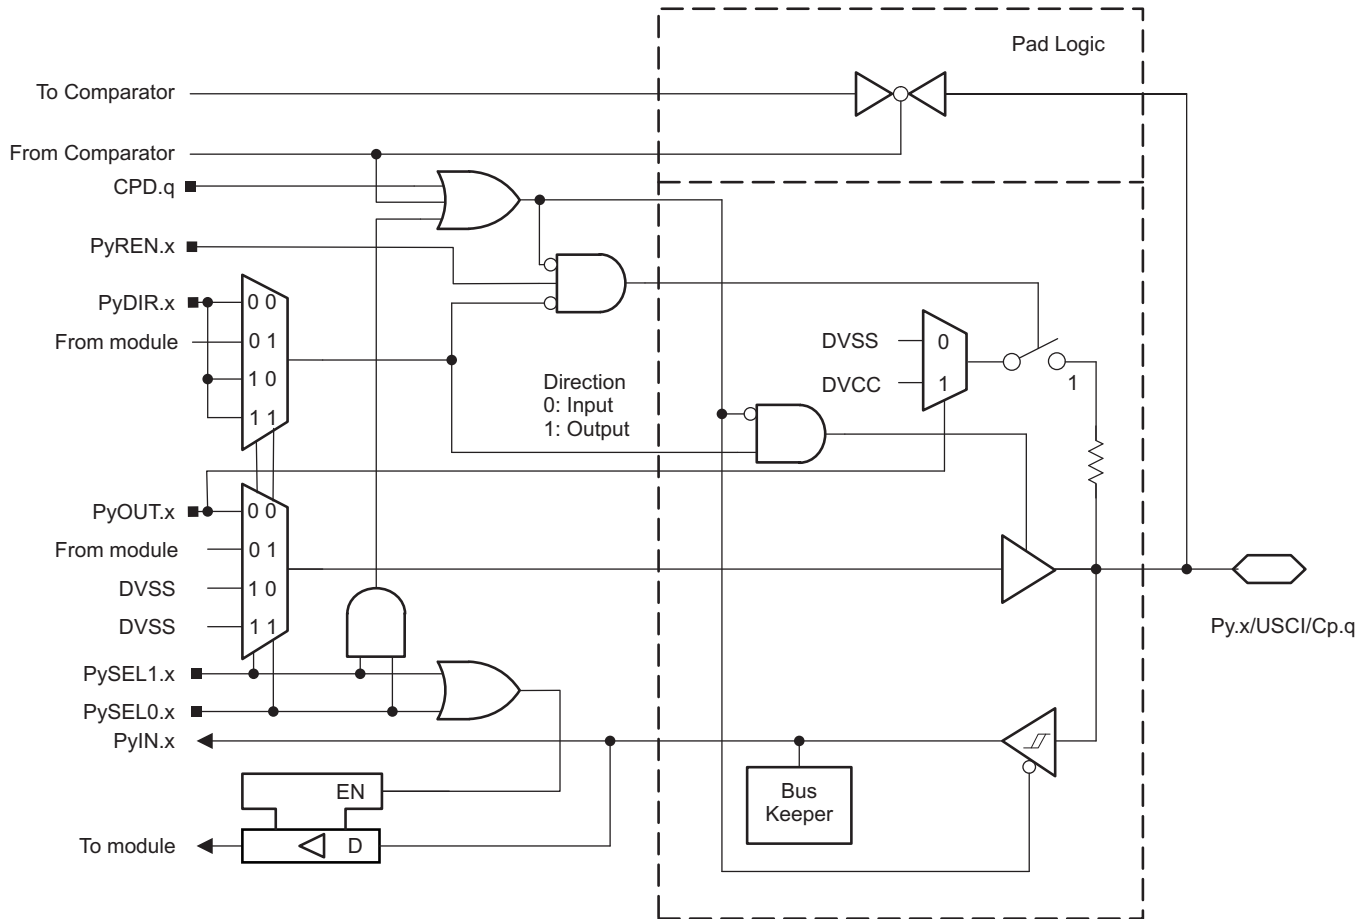 Pad Logic
To Comparator
From Comparator
CPD.q
PyREN.x
PyDIR.x
0 0
From module
0 1
1 0
1 1
Direction
0: Input
1: Output
DVSS
0
DVCC
1
1
PyOUT.x
0 0
From module
0 1
DVSS
1 0
DVSS
1 1
Py.x/USCI/Cp.q
PySEL1.x
PySEL0.x
PyIN.x
EN
Bus
Keeper
To module
D